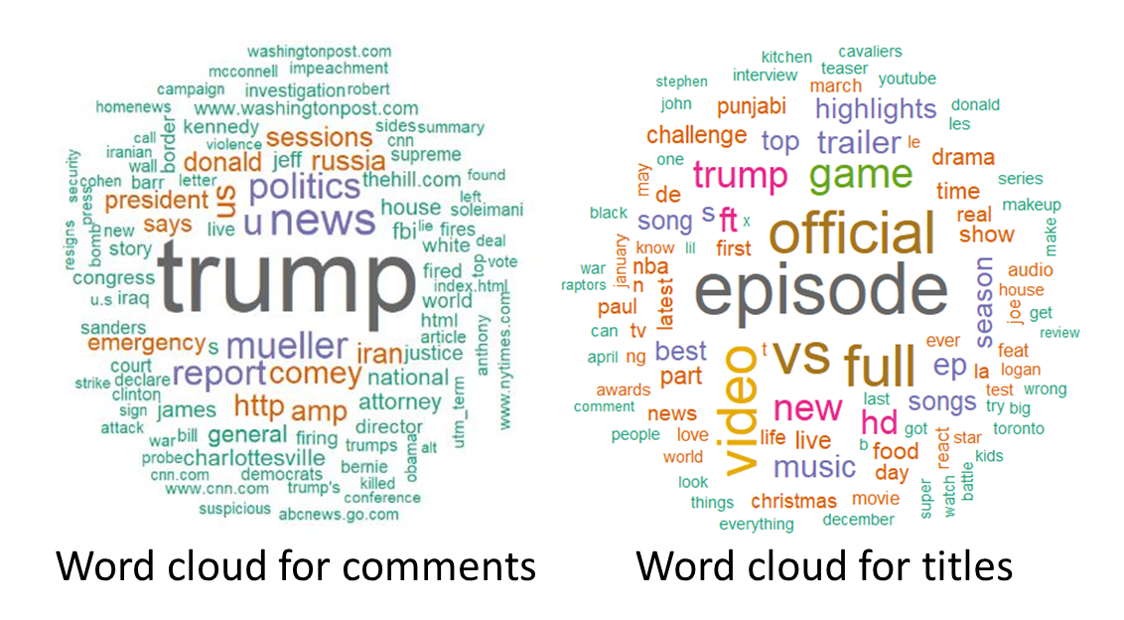 washingtonpost.com
mcconnell impeachment
campaign investigation robert
homenews www.washingtonpost.com
call border kennedy sessions sides summary
iranian violence cnn
wall donald jeff russia supreme
security cohen barr letter un politics thehill.com found
press president news house left
soleimani
resigns bomb new says live u fbi lie fires
story white deal
trump
congress fired top vote
index.html
u.s iraq world
sanders html
emergency s mueller iran justice article anthony www.nytimes.com
court report comey national
strike declare
clinton
sign james http amp attorney utm_term
attack director
war bill general firing trumps obama alt
probe charlottesville bernie
cnn.com democrats killed
www.cnn.com trump's conference
suspicious abcnews.go.com
Word cloud for comments
kitchen cavaliers
stephen interview teaser youtube
march
john punjabi highlights donald
challenge top trailer le les
one drama
may trump game series
de time makeup
black song s ft x official real make
show
january know lil first
war nba episode season audio
raptors n house
paul latest joe get
can tv review
april ng best t vs full ever feat
part video ep la logan
awards test wrong
comment news new last songs try big
people love hd got toronto
life live b react star
world food kids
look music day
things christmas movie super watch battle
everything december
Word cloud for titles